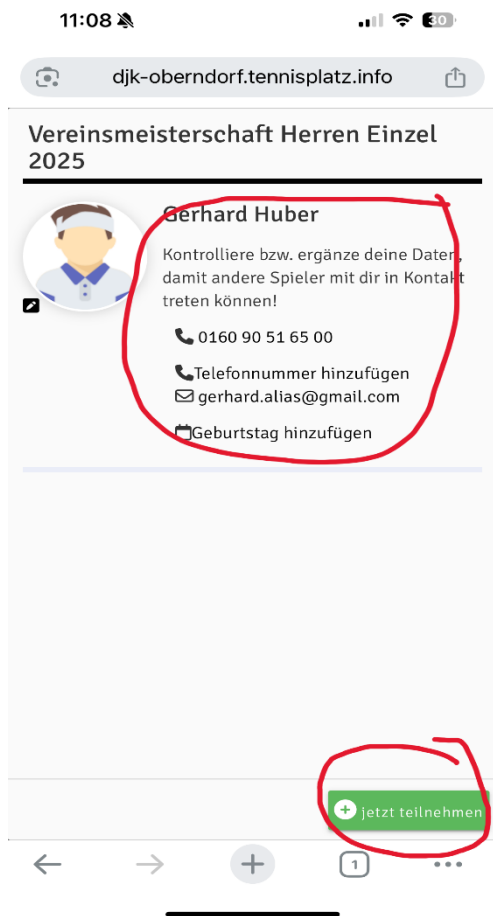 11:08
30
djk-oberndorf.tennisplatz.info
Vereinsmeisterschaft Herren Einzel
2025
Gerhard Huber
Kontrolliere bzw. ergänze deine Daten,
damit andere Spieler mit dir in Kontakt
treten können!
0160 90 51 65 00
Telefonnummer hinzufügen
gerhard.alias@gmail.com
Geburtstag hinzufügen
jetzt teilnehmen
1